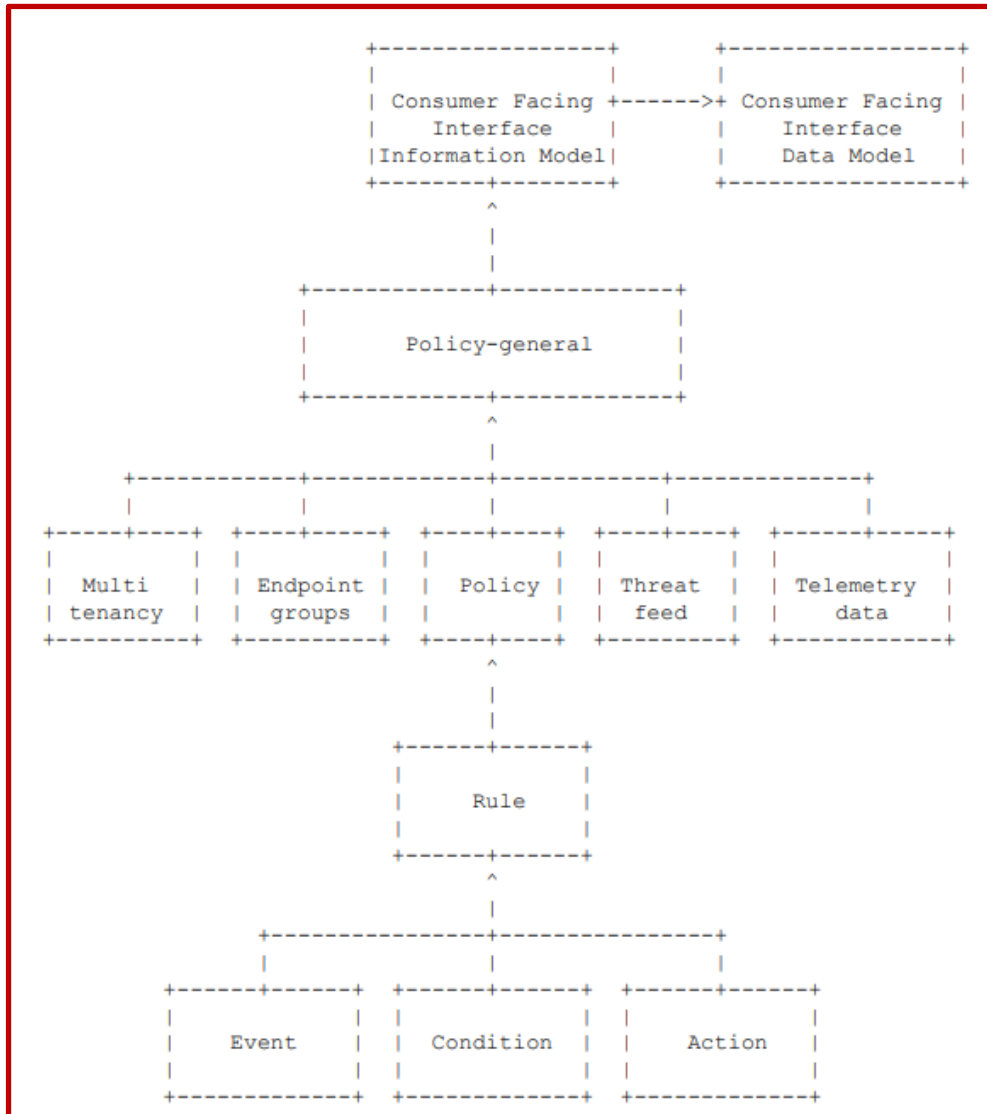 Consumer Facing
Interface
Information Model
Consumer Facing
Interface
Data Model
Policy-general
Multi
tenancy
Endpoint
groups
Policy
Threat
feed
Telemetry
data
Rule
Event
Condition
Action